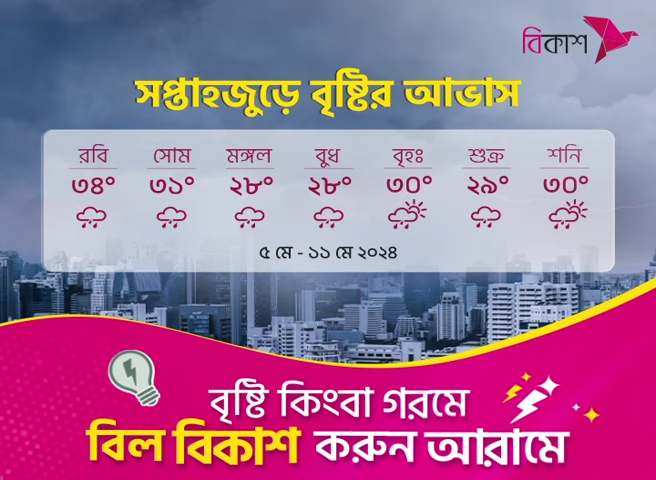 বিকাশ
সপ্তাহজুড়ে বৃষ্টির আভাস
রবি সোম মঙ্গল বুধ বৃহঃ শুক্র শনি
৩৪° ৩১° ২৮° ২৮° ৩০° ২৯° ৩০°
৫ মে - ১১ মে ২০২৪
বৃষ্টি কিংবা গরমে
বিল বিকাশ করুন আরামে